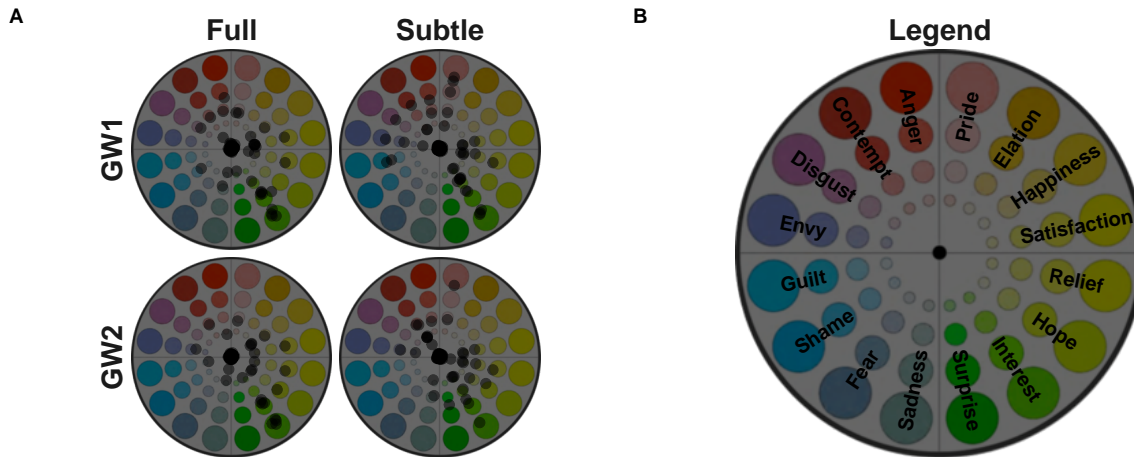 A
B
Full
Subtle
Legend
GW1
GW2
Anger
Pride
Contempt
Elation
Disgust
Happiness
Envy
Satisfaction
Guilt
Relief
Shame
Hope
Fear
Interest
Sadness
Surprise